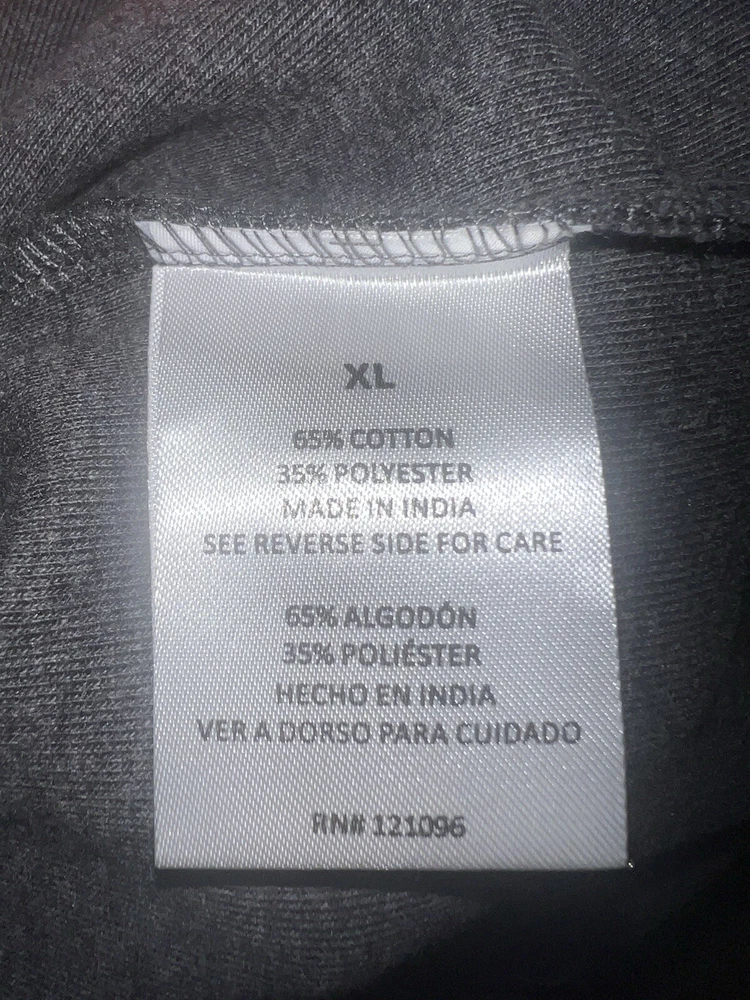 XL
65% COTTON
35% POLYESTER
MADE IN INDIA
SEE REVERSE SIDE FOR CARE
65% ALGODÓN
35% POLIÉSTER
HECHO EN INDIA
VER A DORSO PARA CUIDADO
RN# 121096